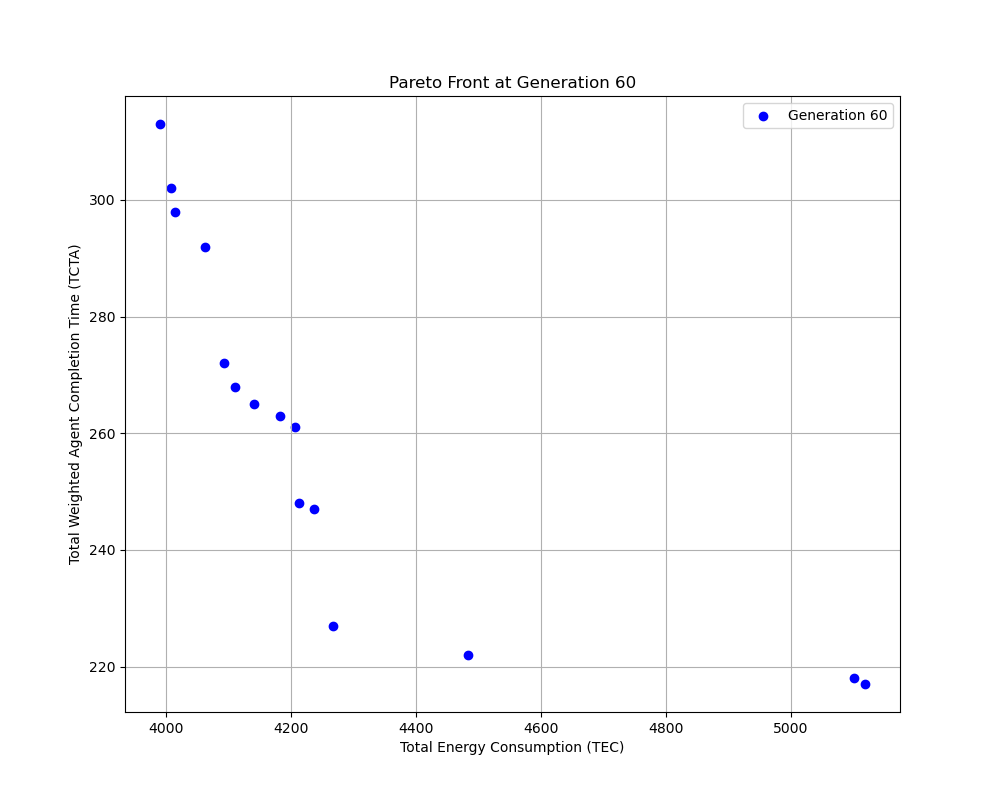 Pareto Front at Generation 60
Generation 60
Total Weighted Agent Completion Time (TCTA)
300
280
260
240
220
4000 4200 4400 4600 4800 5000
Total Energy Consumption (TEC)